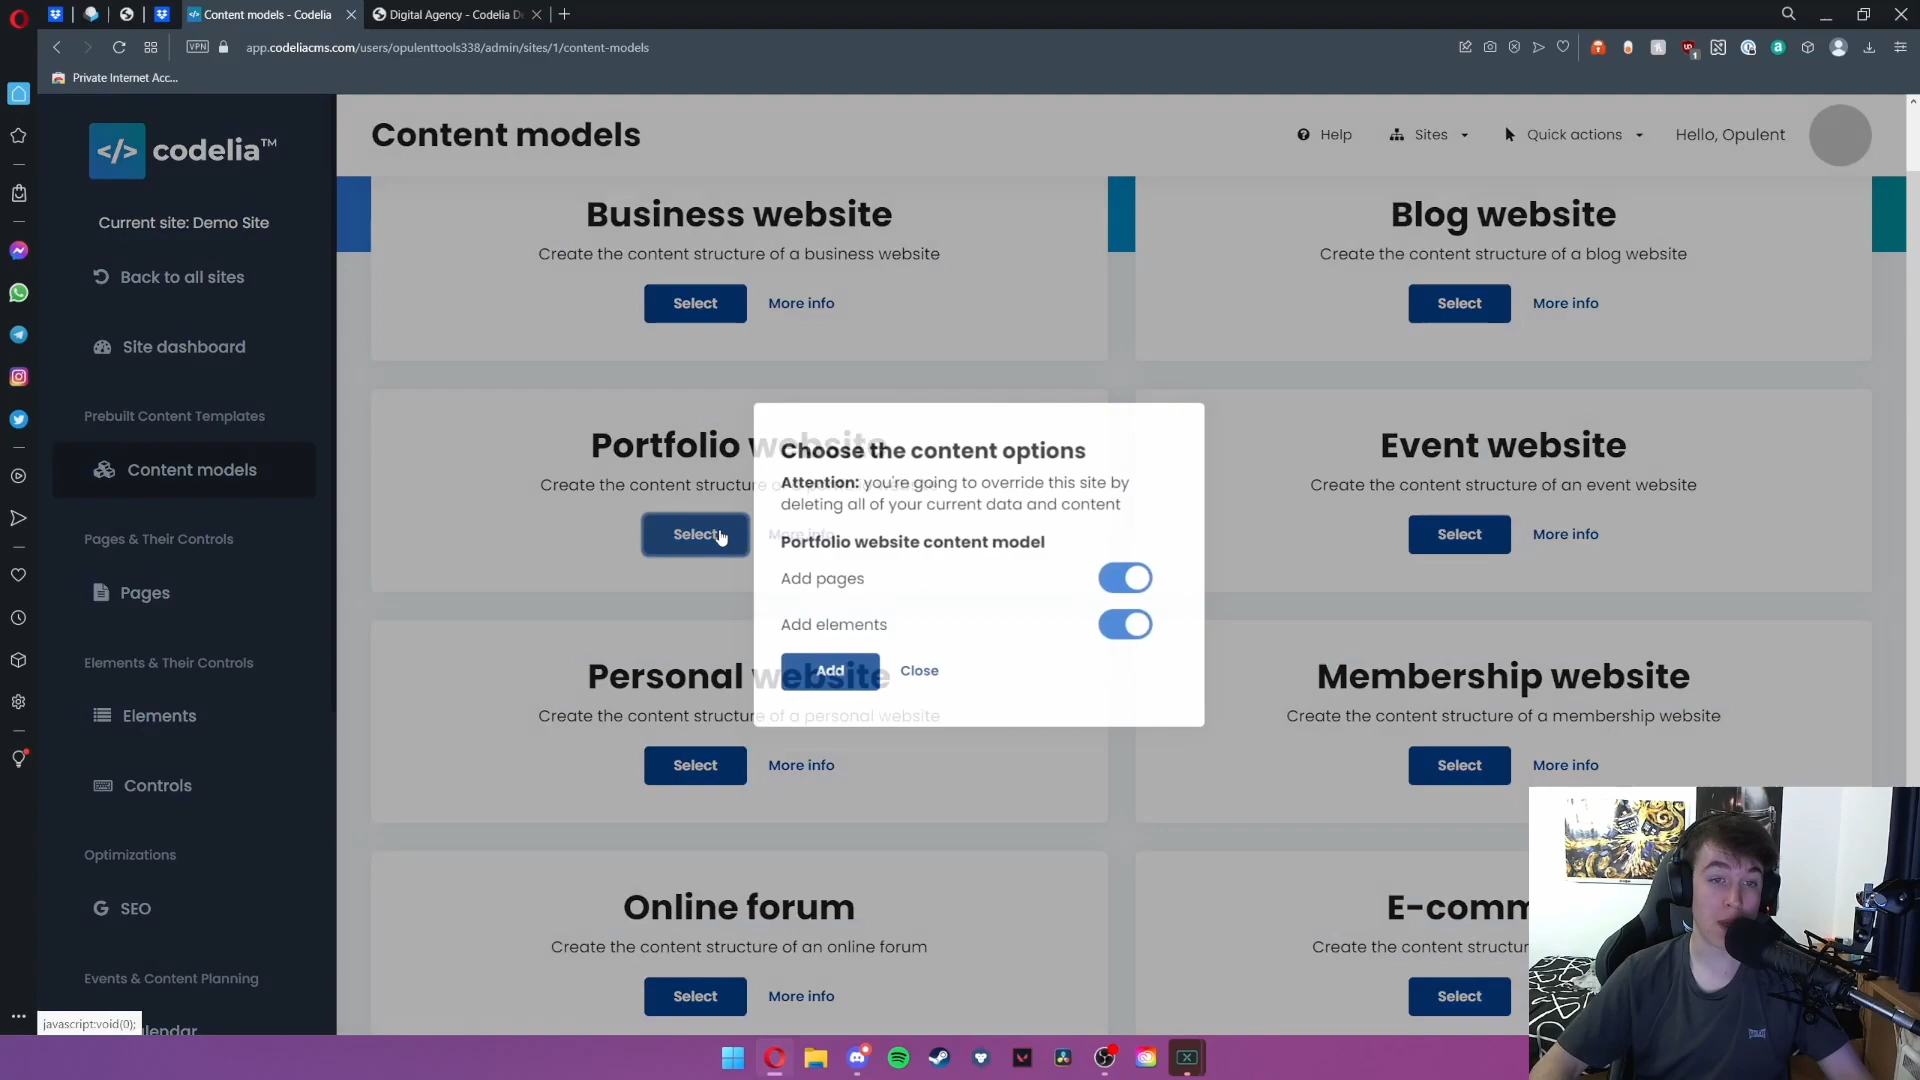 Content models - Codelia
Digital Agency - Codelia D
VPN
app.codeliacms.com/users/opulenttools338/admin/sites/1/content-models
Private Internet Acc...
</> codelia™
Current site: Demo Site
Back to all sites
Site dashboard
Prebuilt Content Templates
Content models
Pages & Their Controls
Pages
Elements & Their Controls
Elements
Controls
Optimizations
SEO
Events & Content Planning
lendar
javascript:void(0);
Content models
Help
Sites
Quick actions
Hello, Opulent
Business website
Create the content structure of a business website
Select
More info
Blog website
Create the content structure of a blog website
Select
More info
Portfolio website
Create the content structure
Select
More info
Event website
Create the content structure of an event website
Select
More info
Choose the content options
Attention: you're going to override this site by
deleting all of your current data and content
Portfolio website content model
Add pages
Add elements
Add
Close
Personal website
Create the content structure of a personal website
Select
More info
Membership website
Create the content structure of a membership website
Select
More info
Online forum
Create the content structure of an online forum
Select
More info
E-comm
Create the content structure
Select